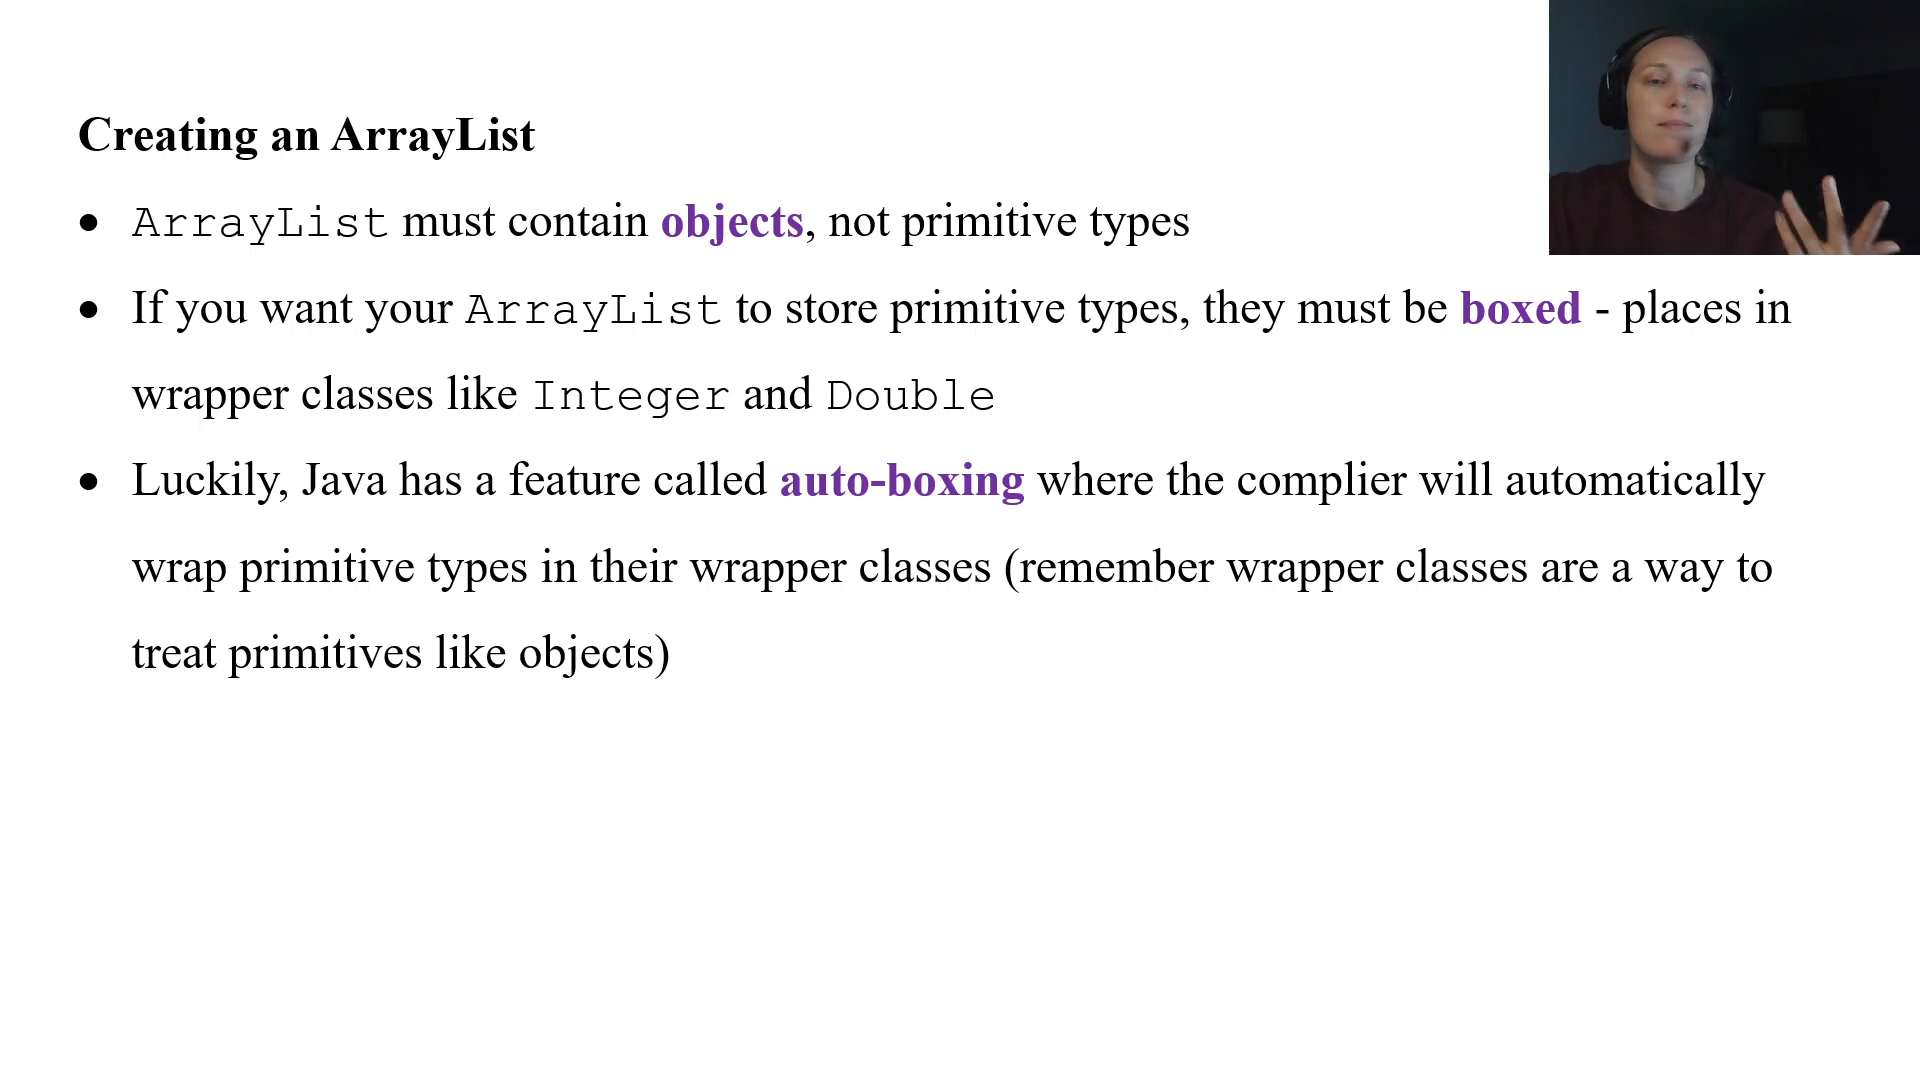 Creating an ArrayList
• ArrayList must contain objects, not primitive types
• If you want your ArrayList to store primitive types, they must be boxed - places in
wrapper classes like Integer and Double
• Luckily, Java has a feature called auto-boxing where the complier will automatically
wrap primitive types in their wrapper classes (remember wrapper classes are a way to
treat primitives like objects)